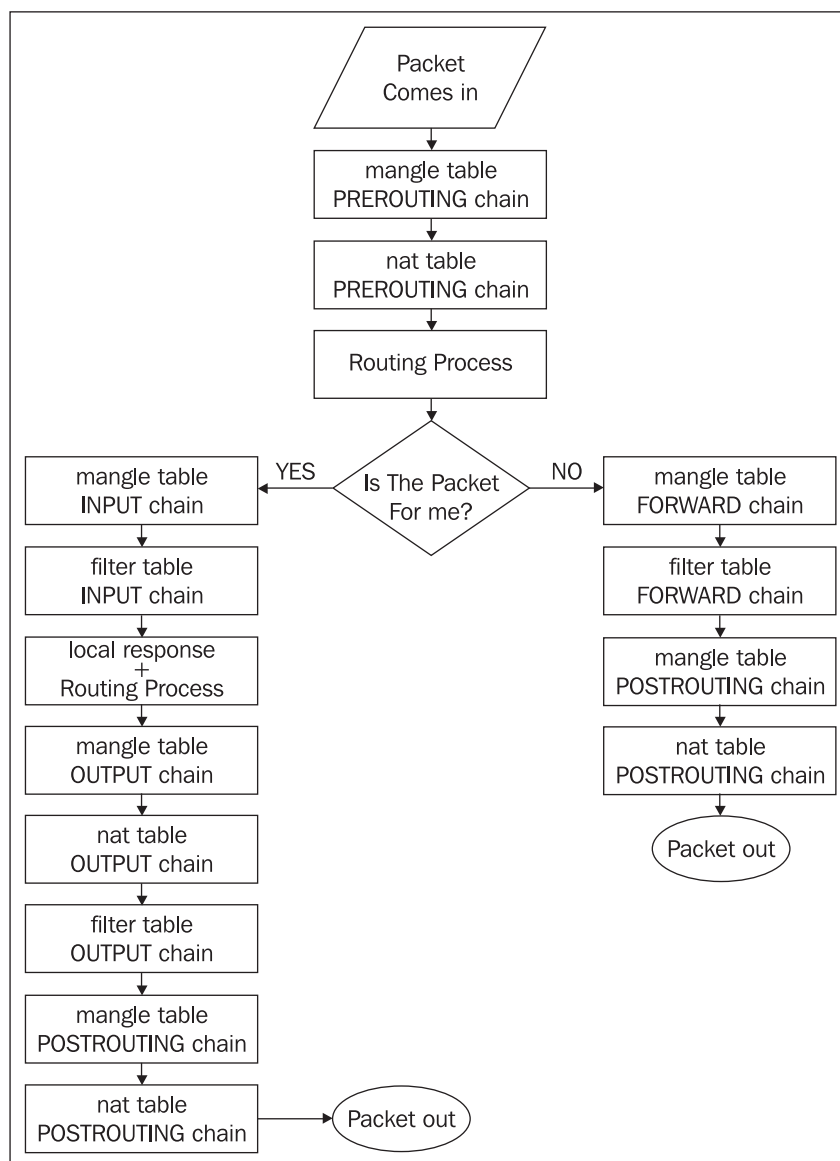 Packet
Comes in
mangle table
PREROUTING chain
nat table
PREROUTING chain
Routing Process
Is The Packet
For me?
YES
NO
mangle table
INPUT chain
filter table
INPUT chain
local response
+
Routing Process
mangle table
OUTPUT chain
nat table
OUTPUT chain
filter table
OUTPUT chain
mangle table
POSTROUTING chain
nat table
POSTROUTING chain
Packet out
mangle table
FORWARD chain
filter table
FORWARD chain
mangle table
POSTROUTING chain
nat table
POSTROUTING chain
Packet out